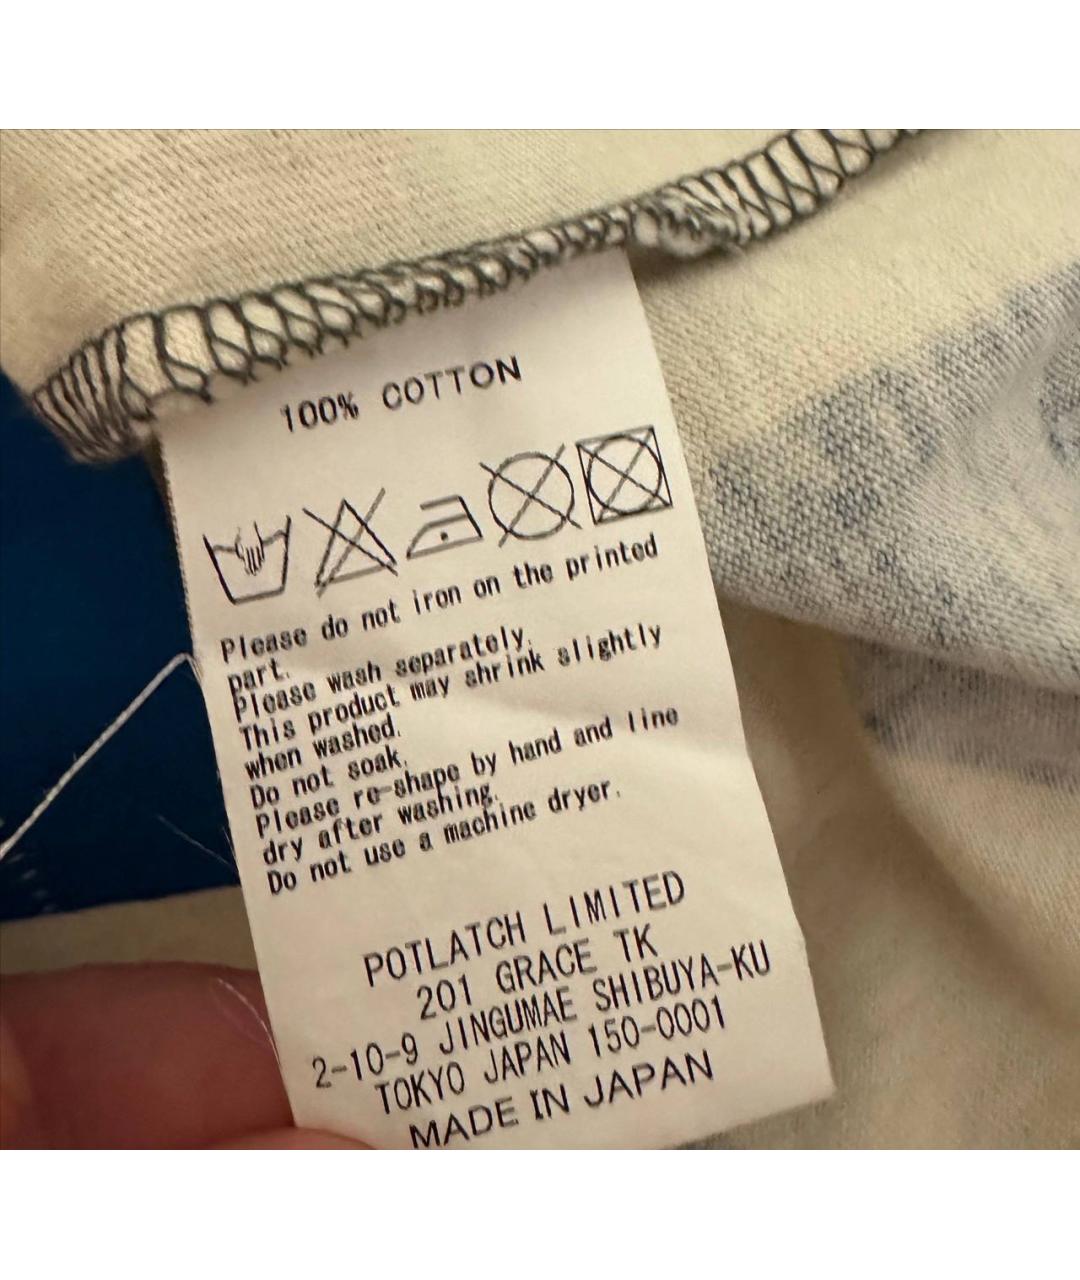 100% COTTON
Please do not iron on the printed
part.
Please wash separately.
This product may shrink slightly
when washed.
Do not soak.
Please re-shape by hand and line
dry after washing.
Do not use a machine dryer.
POTLATCH LIMITED
201 GRACE TK
2-10-9 JINGUMAE SHIBUYA-KU
TOKYO JAPAN 150-0001
MADE IN JAPAN